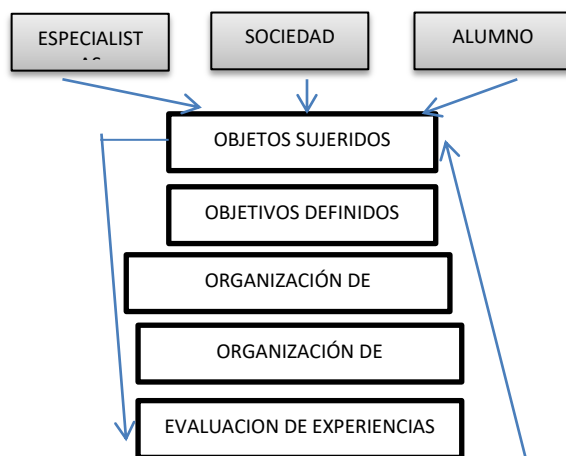 ESPECIALIST
SOCIEDAD
ALUMNO
OBJETOS SUJERIDOS
OBJETIVOS DEFINIDOS
ORGANIZACIÓN DE
ORGANIZACIÓN DE
EVALUACION DE EXPERIENCIAS